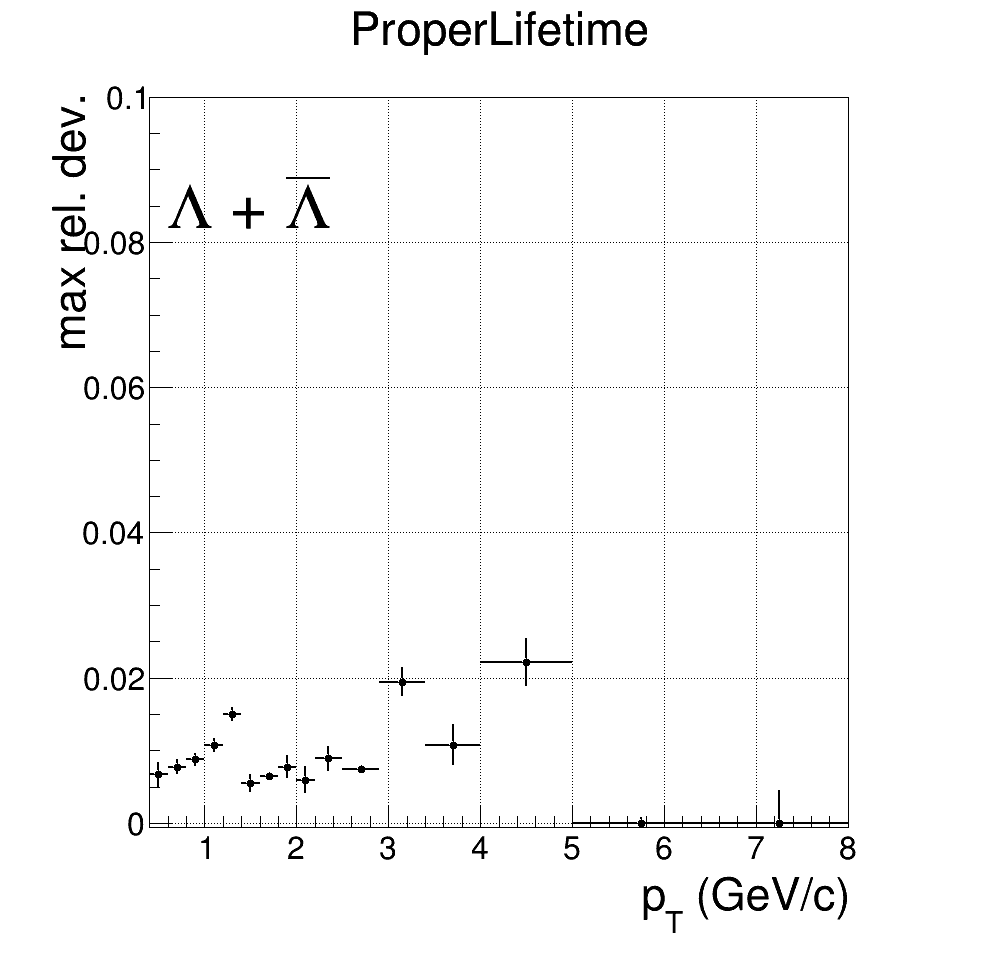 ProperLifetime
max rel. dev.
0.1
0.08
0.06
0.04
0.02
0
Λ + Λ̅
1 2 3 4 5 6 7 8
p_T (GeV/c)